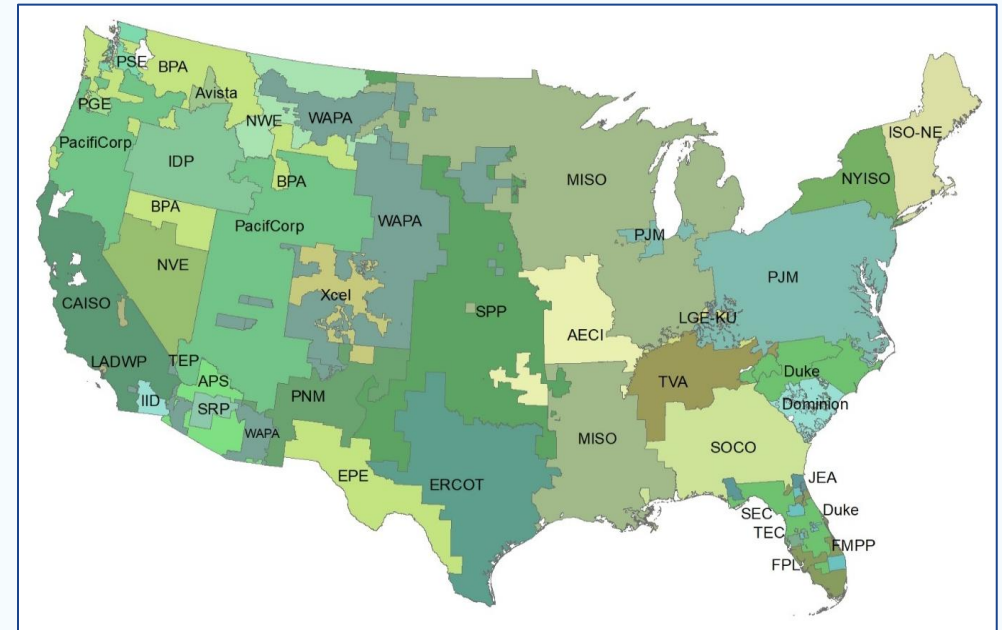 PSE
BPA
Avista
PGE
NWE
WAPA
ISO-NE
PacifiCorp
IDP
BPA
MISO
NYISO
BPA
PacifCorp
WAPA
PJM
NVE
PJM
CAISO
Xcel
SPP
LGE-KU
AECI
LADWP
TEP
APS
TVA
Duke
IID
SRP
PNM
Dominion
WAPA
MISO
SOCO
EPE
ERCOT
JEA
SEC
Duke
TEC
FMPP
FPL